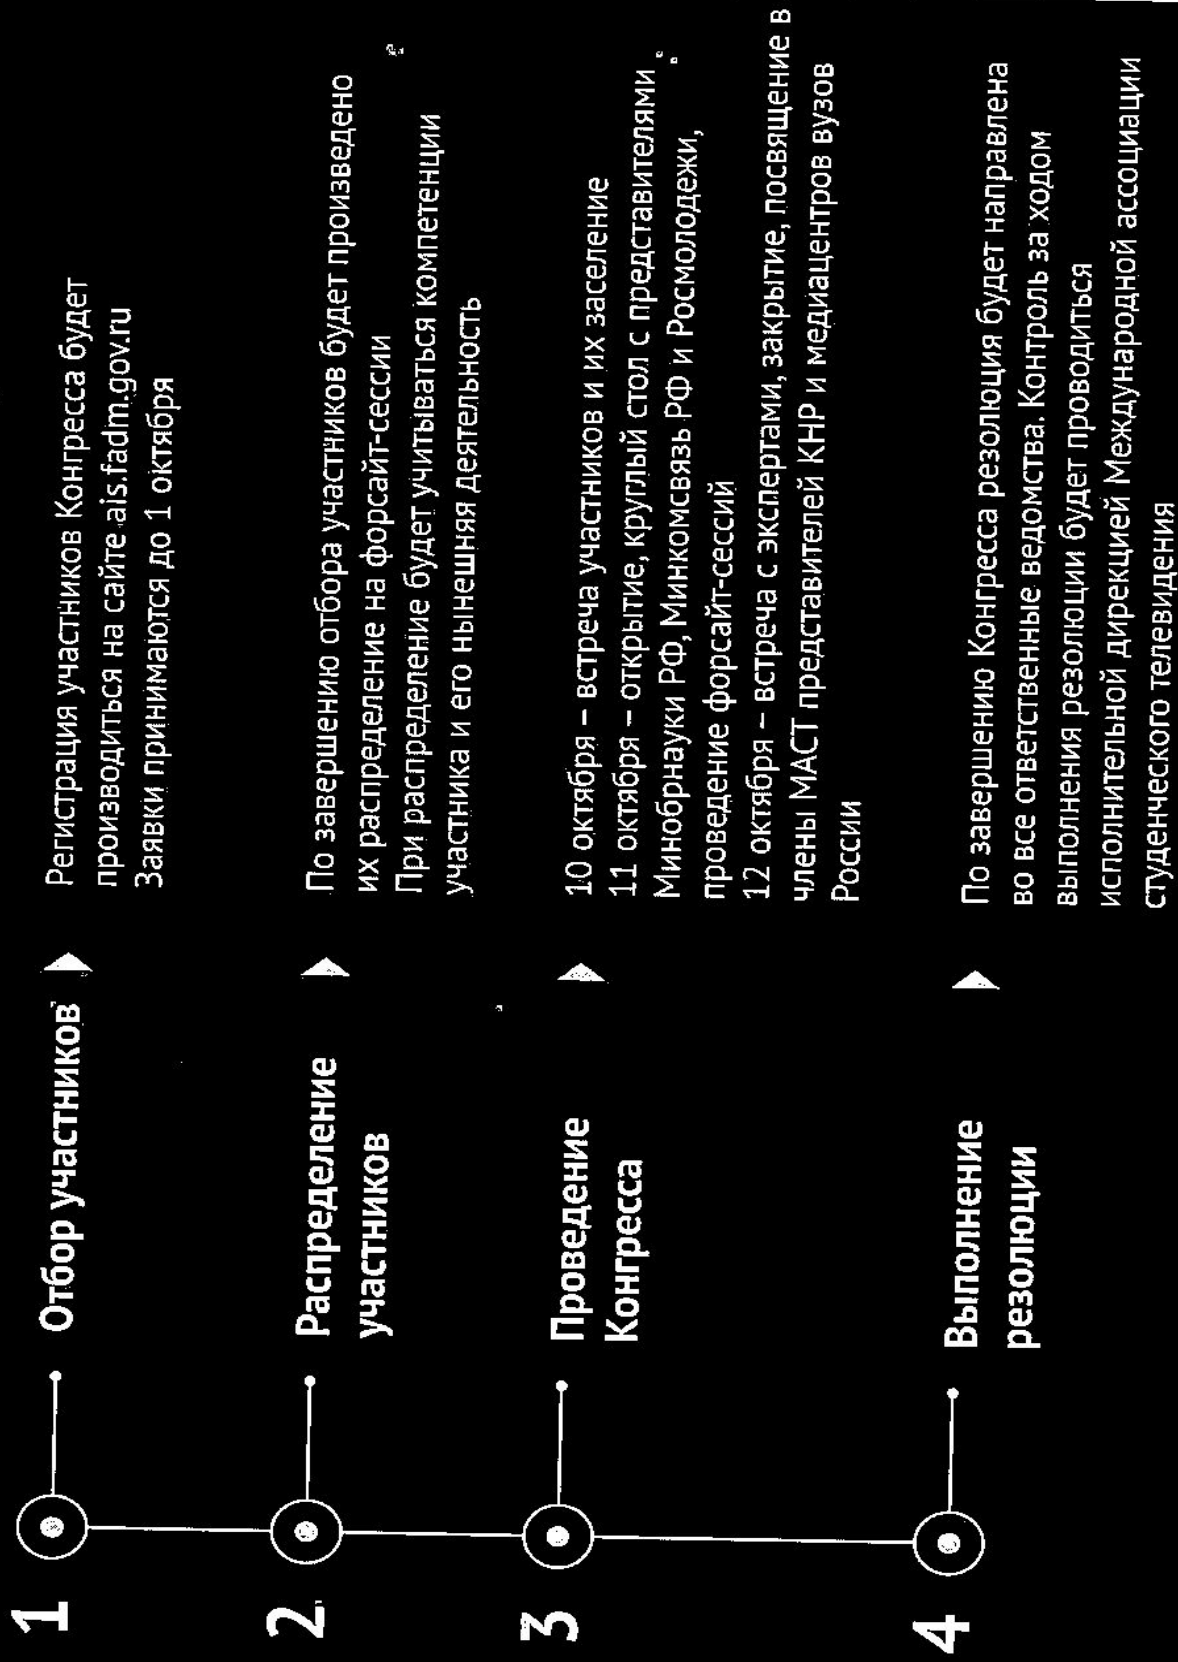 1
Отбор участников
Регистрация участников Конгресса будет
производиться на сайте ais.fadm.gov.ru
Заявки принимаются до 1 октября
2
Распределение
участников
По завершению отбора участников будет произведено
их распределение на форсайт-сессии
При распределение будет учитываться компетенции
участника и его нынешняя деятельность
3
Проведение
Конгресса
10 октября – встреча участников и их заселение
11 октября – открытие, круглый стол с представителями
Минобрнауки РФ, Минкомсвязь РФ и Росмолодежи,
проведение форсайт-сессий
12 октября – встреча с экспертами, закрытие, посвящение в
члены МАСТ представителей КНР и медиацентров вузов
России
4
Выполнение
резолюции
По завершению Конгресса резолюция будет направлена
во все ответственные ведомства. Контроль за ходом
выполнения резолюции будет проводиться
исполнительной дирекцией Международной ассоциации
студенческого телевидения